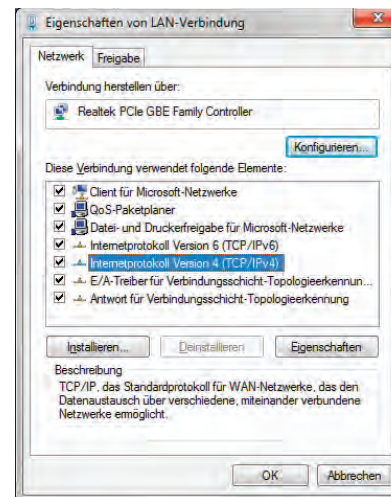 Eigenschaften von LAN-Verbindung
Netzwerk Freigabe
Verbindung herstellen über:
Realtek PCIe GBE Family Controller
Konfigurieren...
Diese Verbindung verwendet folgende Elemente:
Client für Microsoft-Netzwerke
QoS-Paketplaner
Datei- und Druckerfreigabe für Microsoft-Netzwerke
Internetprotokoll Version 6 (TCP/IPv6)
Internetprotokoll Version 4 (TCP/IPv4)
E/A-Treiber für Verbindungsschicht-Topologieerkennun...
Antwort für Verbindungsschicht-Topologieerkennung
Installieren... Deinstallieren Eigenschaften
Beschreibung
TCP/IP, das Standardprotokoll für WAN-Netzwerke, das den
Datenaustausch über verschiedene, miteinander verbundene
Netzwerke ermöglicht.
OK Abbrechen